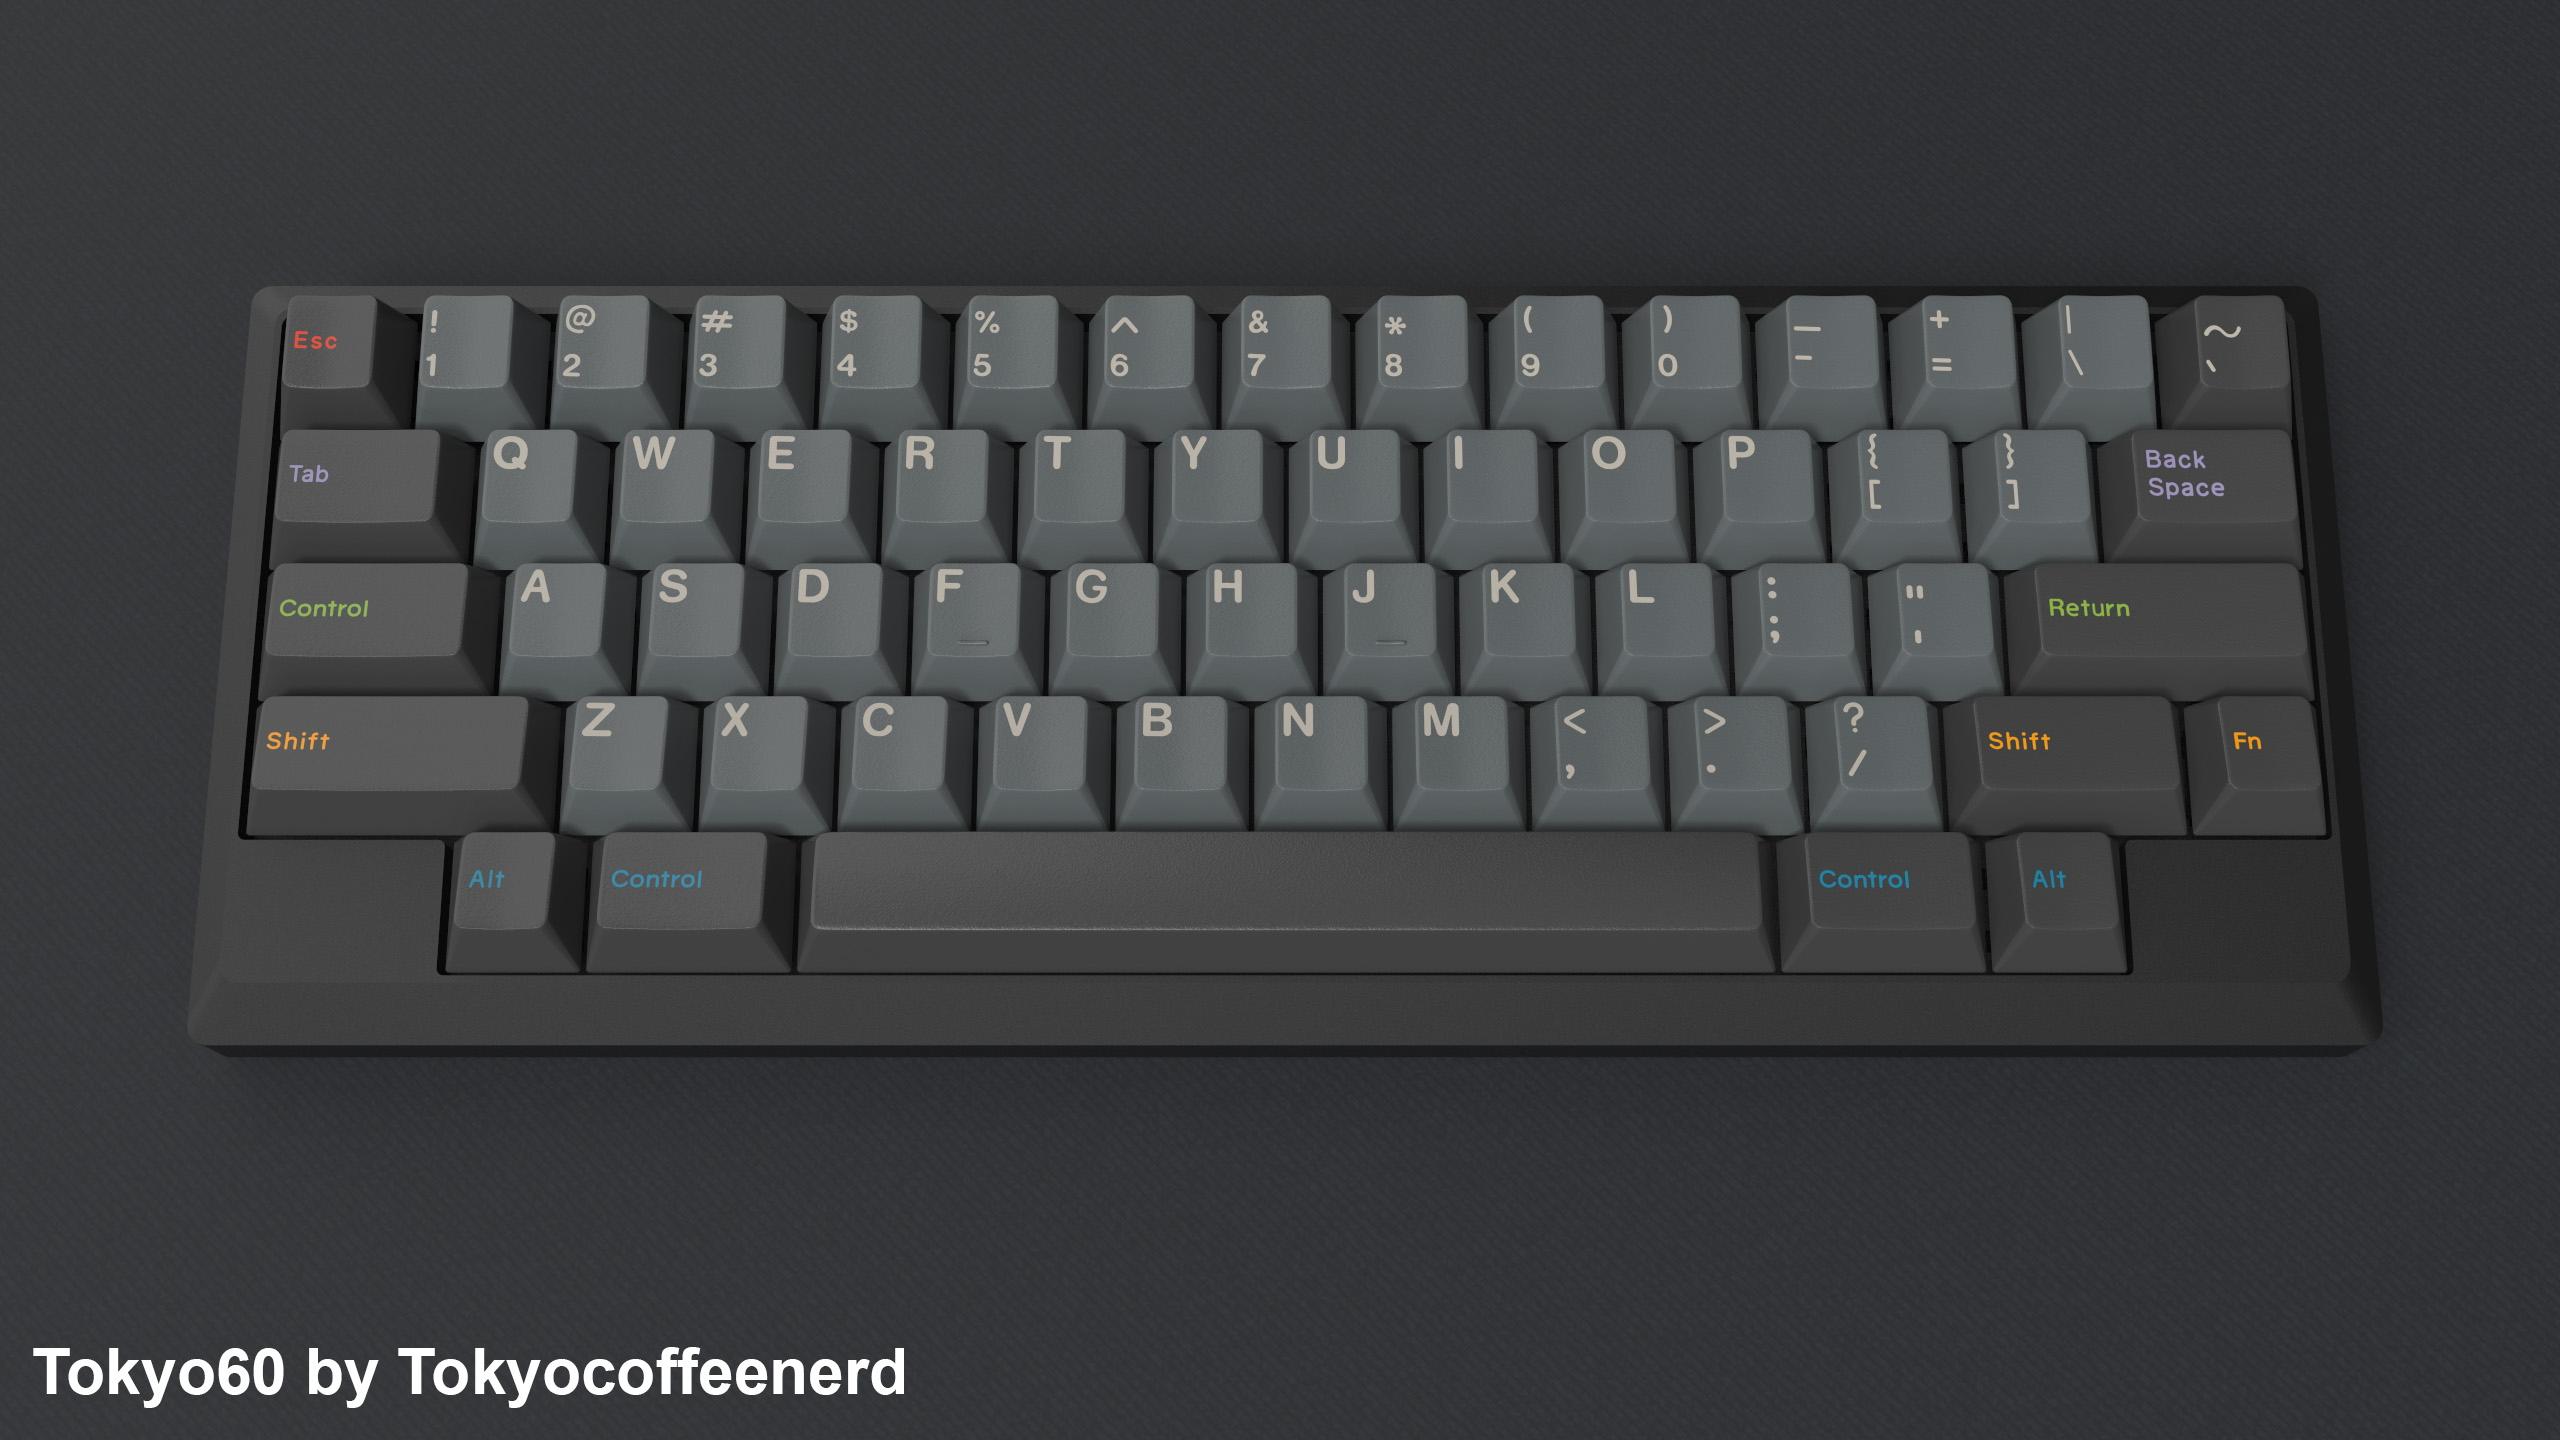 Esc ! @ # $ % ^ & * ( ) _ + | ~
1 2 3 4 5 6 7 8 9 0 - = \ `
Tab Q W E R T Y U I O P { } Back
[ ] Space
Control A S D F G H J K L : " Return
; '
Shift Z X C V B N M < > ? Shift Fn
, . /
Alt Control Control Alt
Tokyo60 by Tokyocoffeenerd